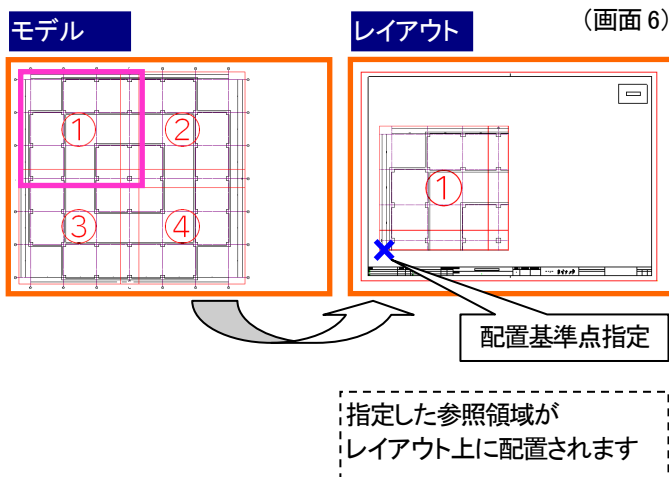 (画面 6)
モデル
レイアウト
①
②
③
④
①
配置基準点指定
指定した参照領域が
レイアウト上に配置されます